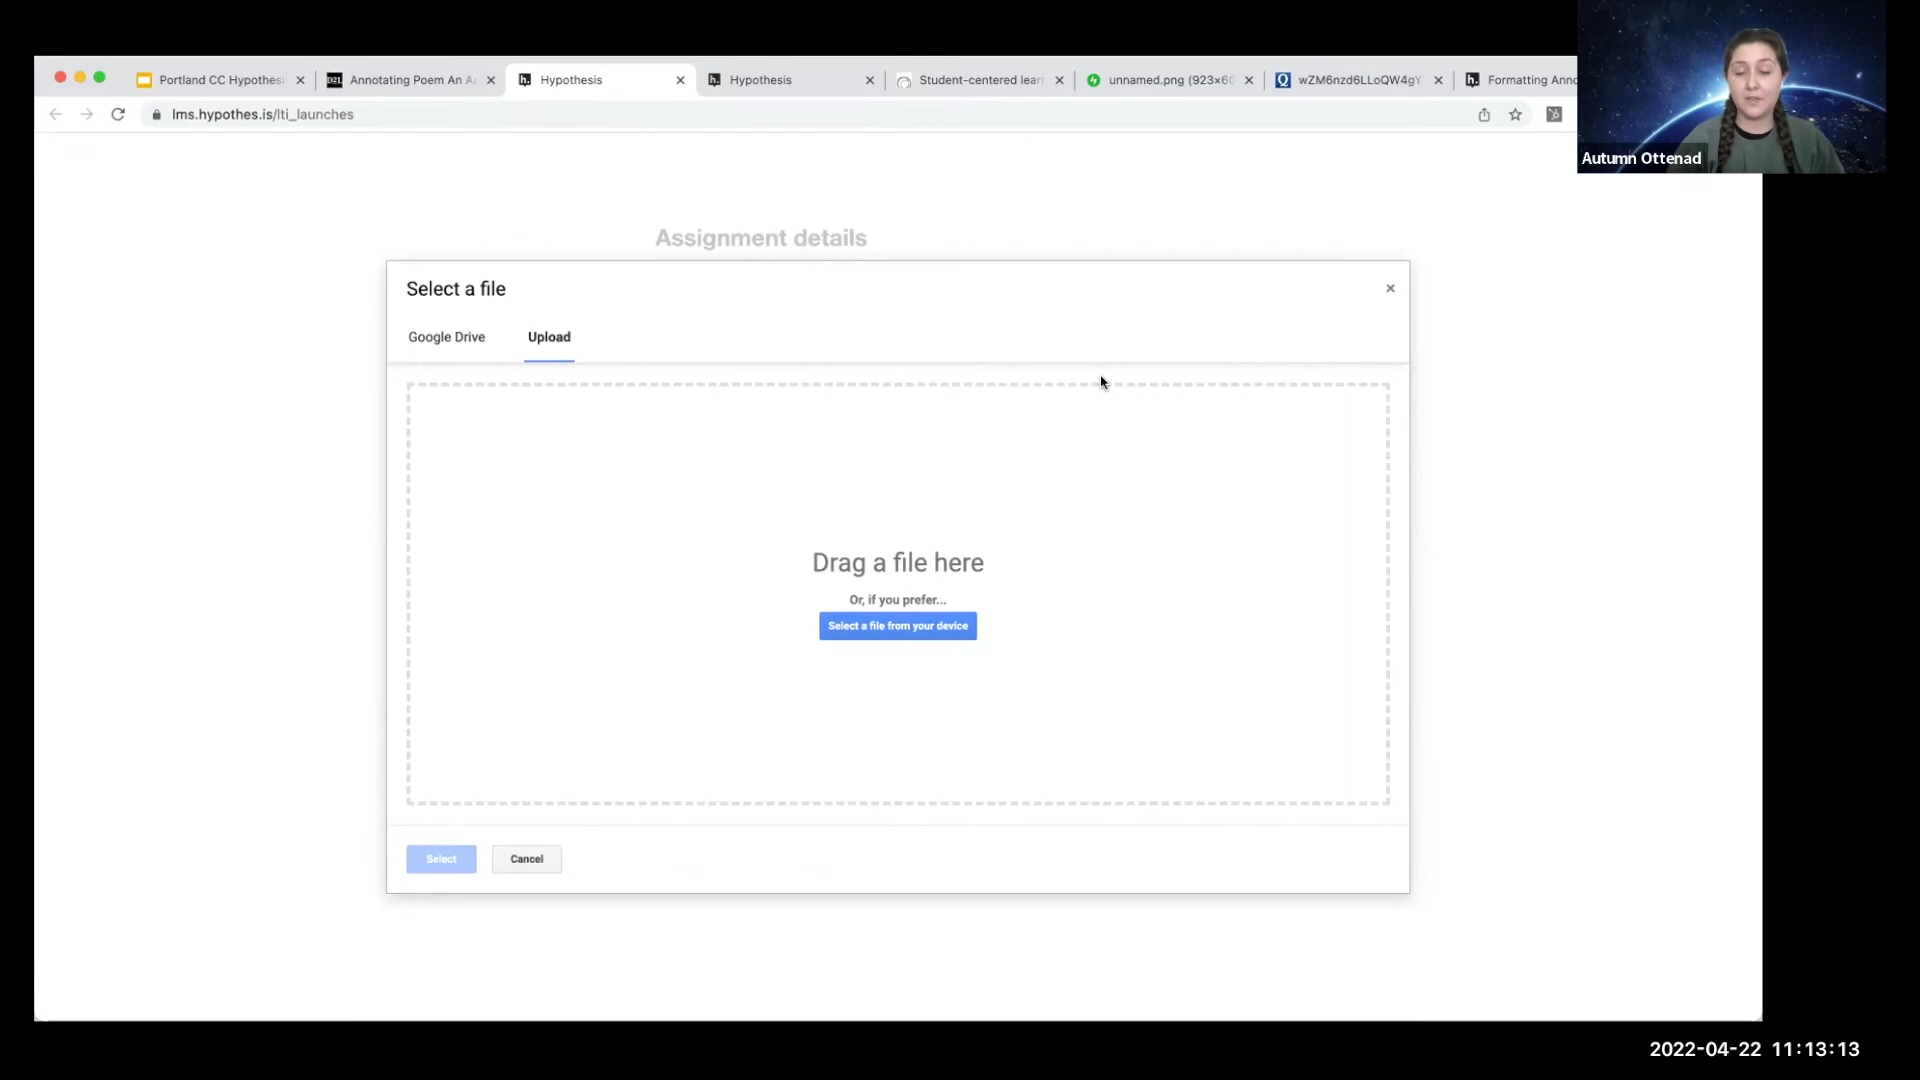 Portland CC Hypothesi
Annotating Poem An A
Hypothesis
Hypothesis
Student-centered lear
unnamed.png (923×60
wZM6nzd6LLoQW4gY
Formatting Anno
lms.hypothes.is/lti_launches
Autumn Ottenad
Assignment details
Select a file
Google Drive
Upload
Drag a file here
Or, if you prefer...
Select a file from your device
Select
Cancel
2022-04-22 11:13:13